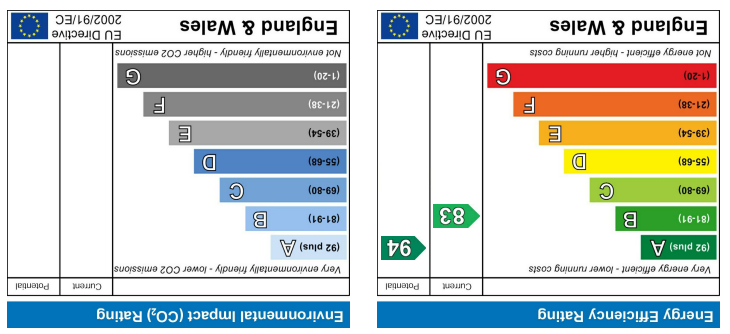 Energy Efficiency Rating
Current Potential
Very energy efficient - lower running costs
(92 plus) A 94
(81-91) B 83
(69-80) C
(55-68) D
(39-54) E
(21-38) F
(1-20) G
Not energy efficient - higher running costs
England & Wales
EU Directive
2002/91/EC
Environmental Impact (CO₂) Rating
Current Potential
Very environmentally friendly - lower CO2 emissions
(92 plus) A
(81-91) B
(69-80) C
(55-68) D
(39-54) E
(21-38) F
(1-20) G
Not environmentally friendly - higher CO2 emissions
England & Wales
EU Directive
2002/91/EC